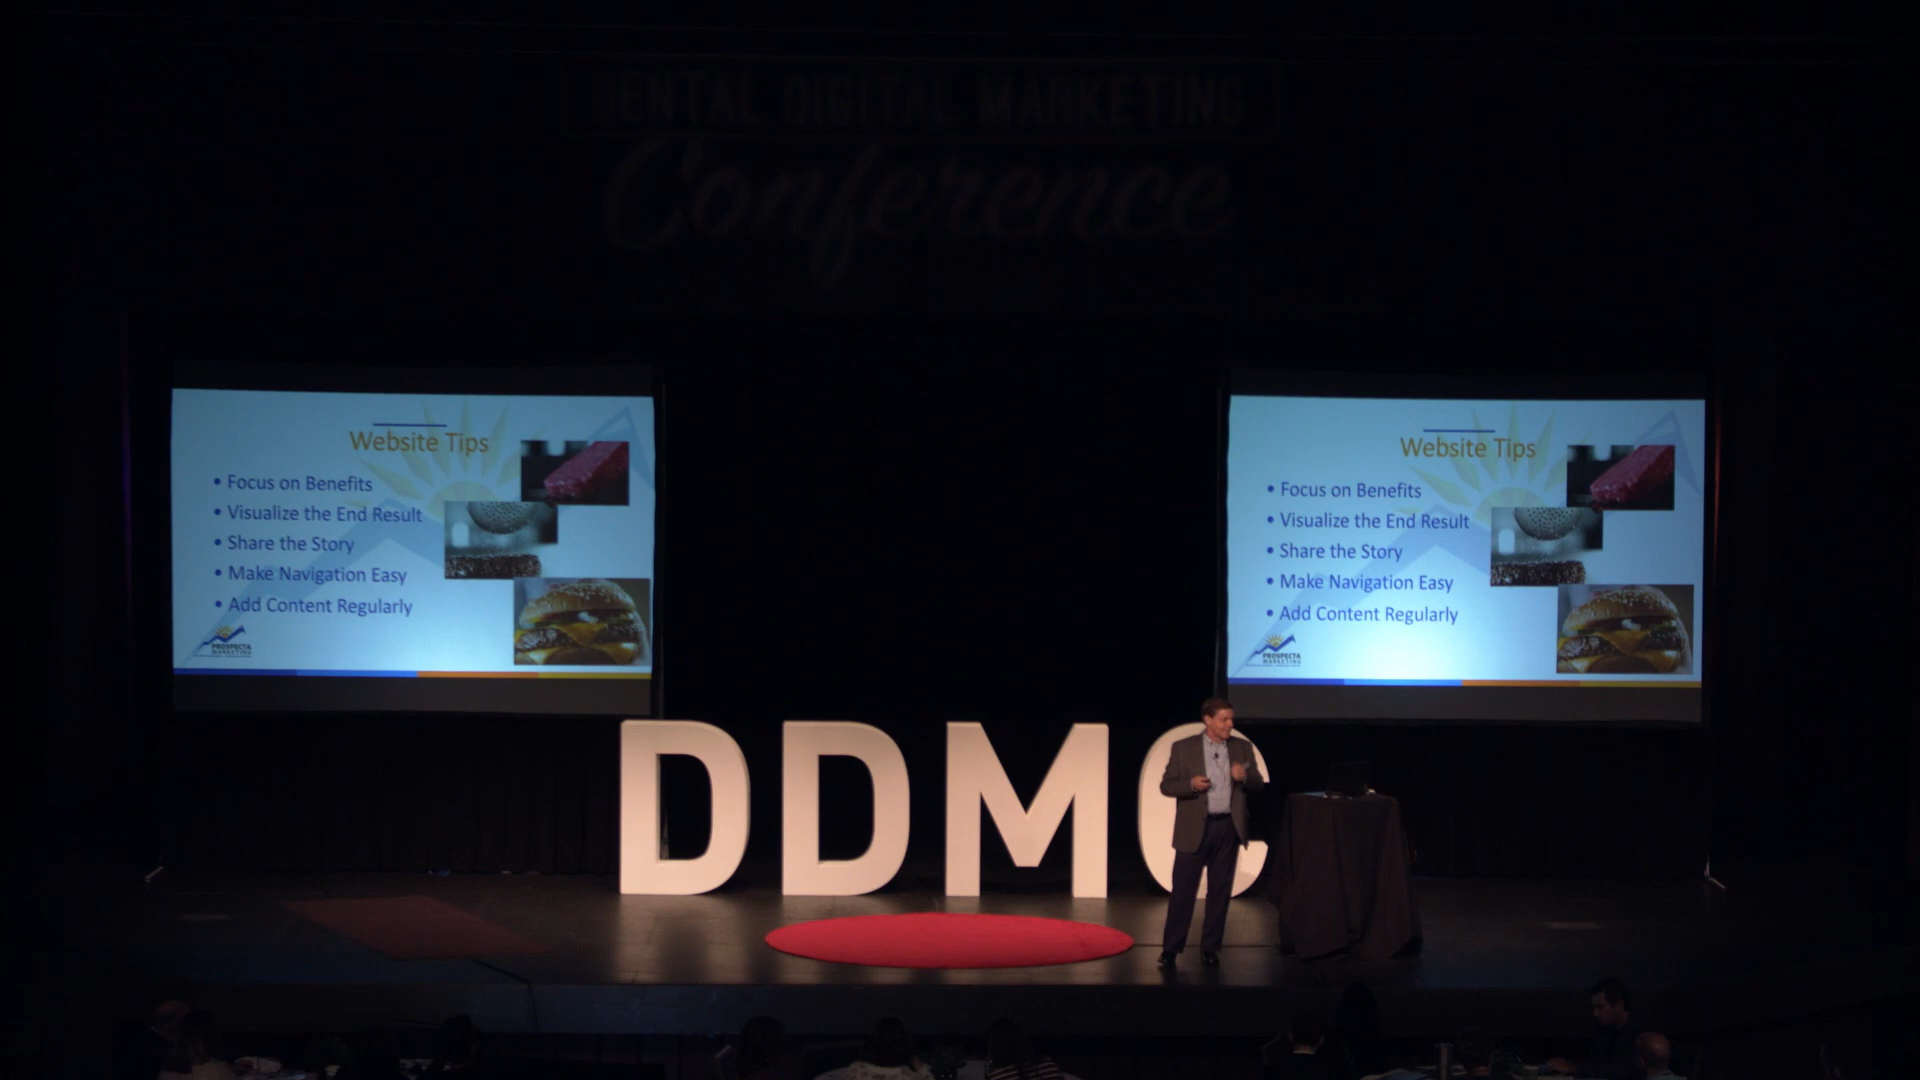 DENTAL DIGITAL MARKETING
Conference
Website Tips
• Focus on Benefits
• Visualize the End Result
• Share the Story
• Make Navigation Easy
• Add Content Regularly
PROSPECTA
MARKETING
Website Tips
• Focus on Benefits
• Visualize the End Result
• Share the Story
• Make Navigation Easy
• Add Content Regularly
PROSPECTA
MARKETING
DDMC